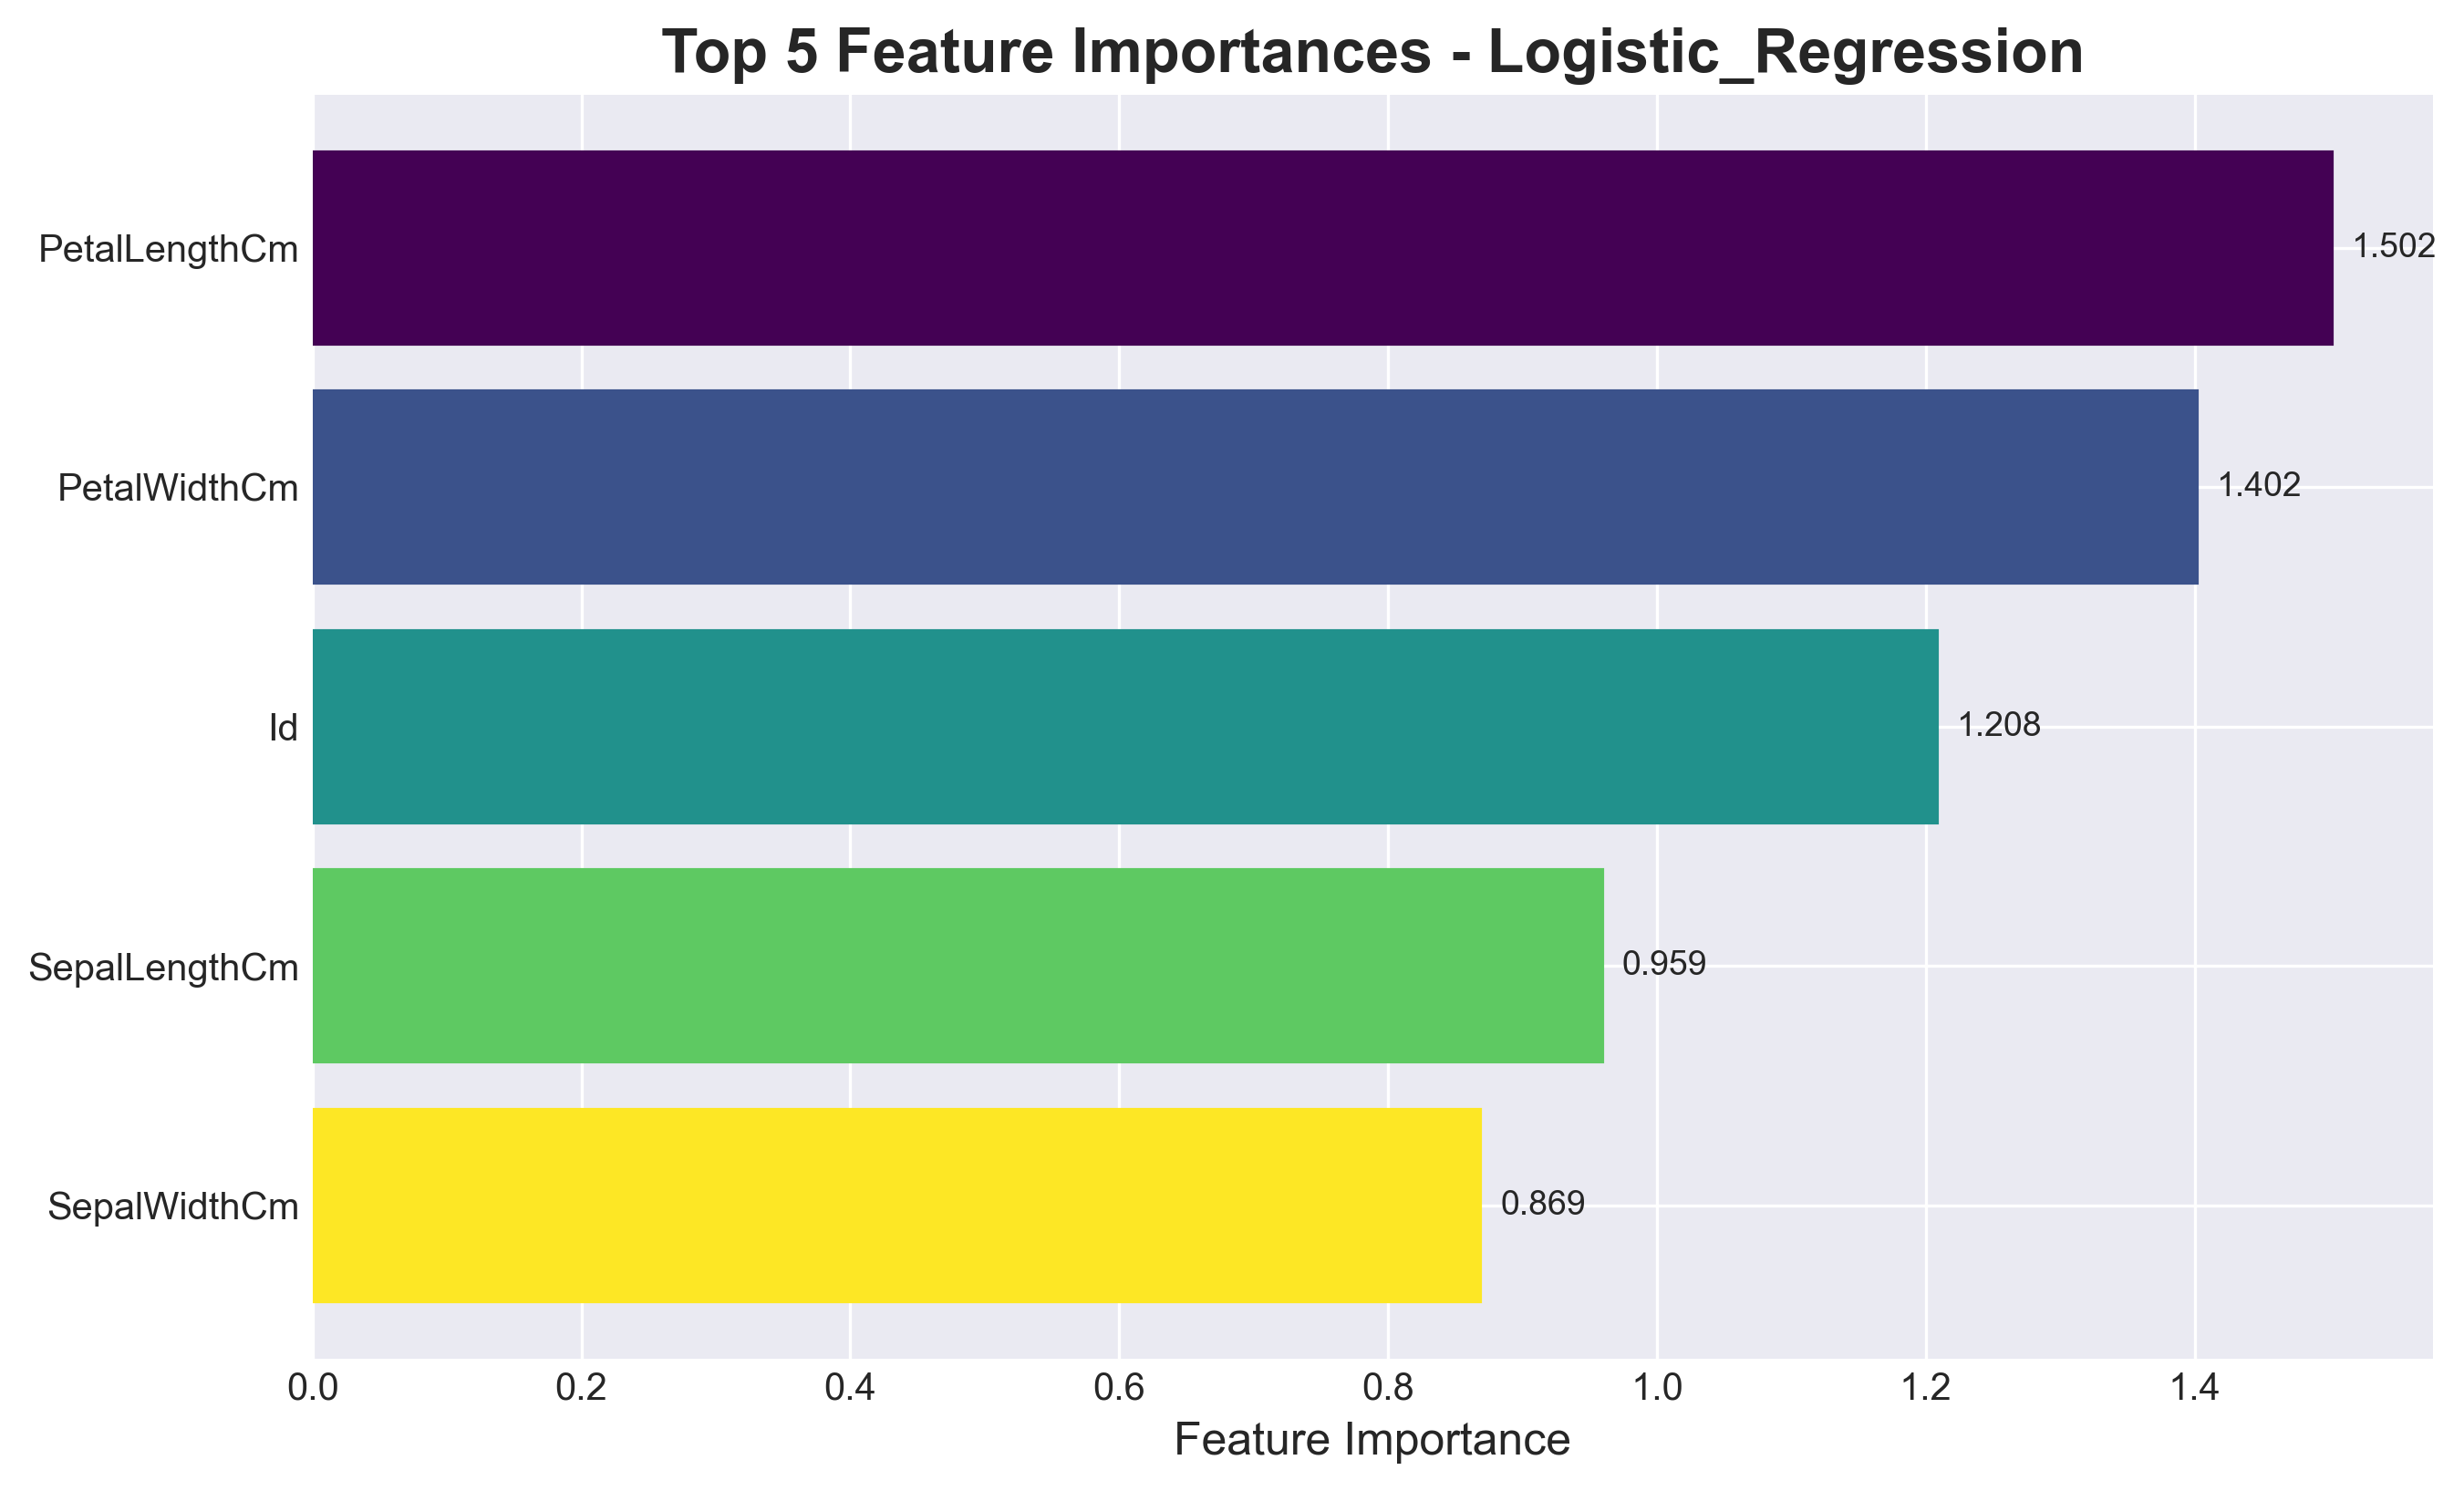 Top 5 Feature Importances - Logistic_Regression
PetalLengthCm
1.502
PetalWidthCm
1.402
Id
1.208
SepalLengthCm
0.959
SepalWidthCm
0.869
0.0 0.2 0.4 0.6 0.8 1.0 1.2 1.4
Feature Importance